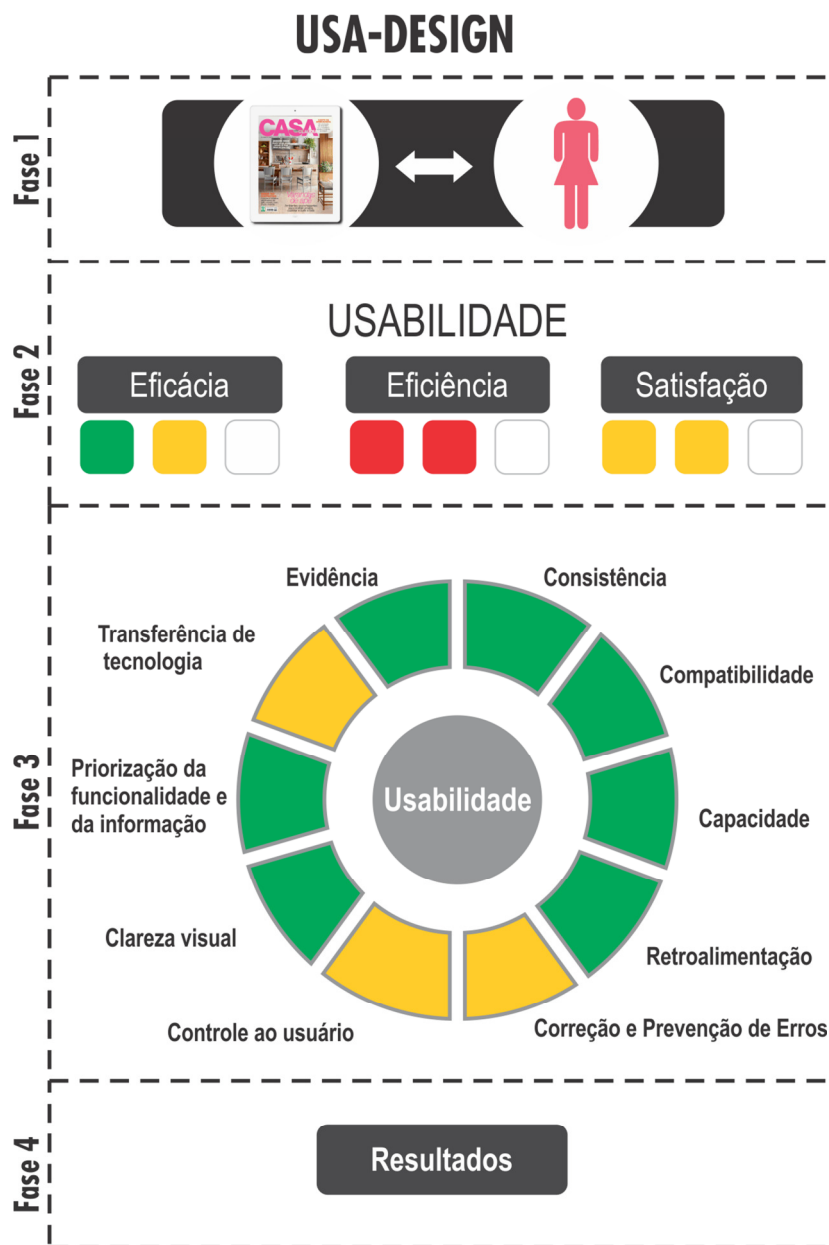 USA-DESIGN
Fase 1
CASA
Fase 2
USABILIDADE
Eficácia
Eficiência
Satisfação
Fase 3
Evidência
Consistência
Transferência de
tecnologia
Compatibilidade
Priorização da
funcionalidade e
da informação
Usabilidade
Capacidade
Clareza visual
Retroalimentação
Controle ao usuário
Correção e Prevenção de Erros
Fase 4
Resultados